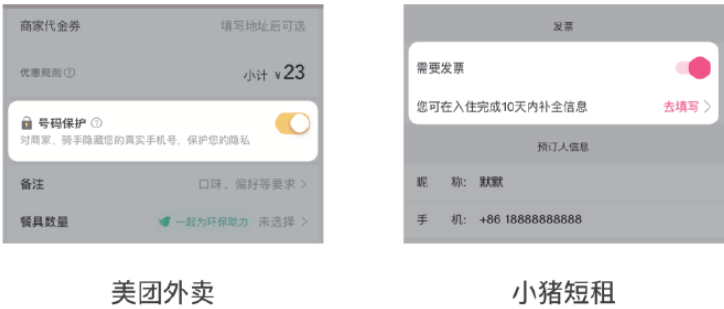 商家代金券 填写地址后可选
优惠规则? 小计 ¥23
号码保护 ?
对商家、骑手隐藏您的真实手机号，保护您的隐私
备注 口味、偏好等要求 >
餐具数量 一起为环保助力 未选择 >
美团外卖
发票
需要发票
您可在入住完成10天内补全信息 去填写 >
预订人信息
昵 称: 默默
手 机: +86 18888888888
小猪短租